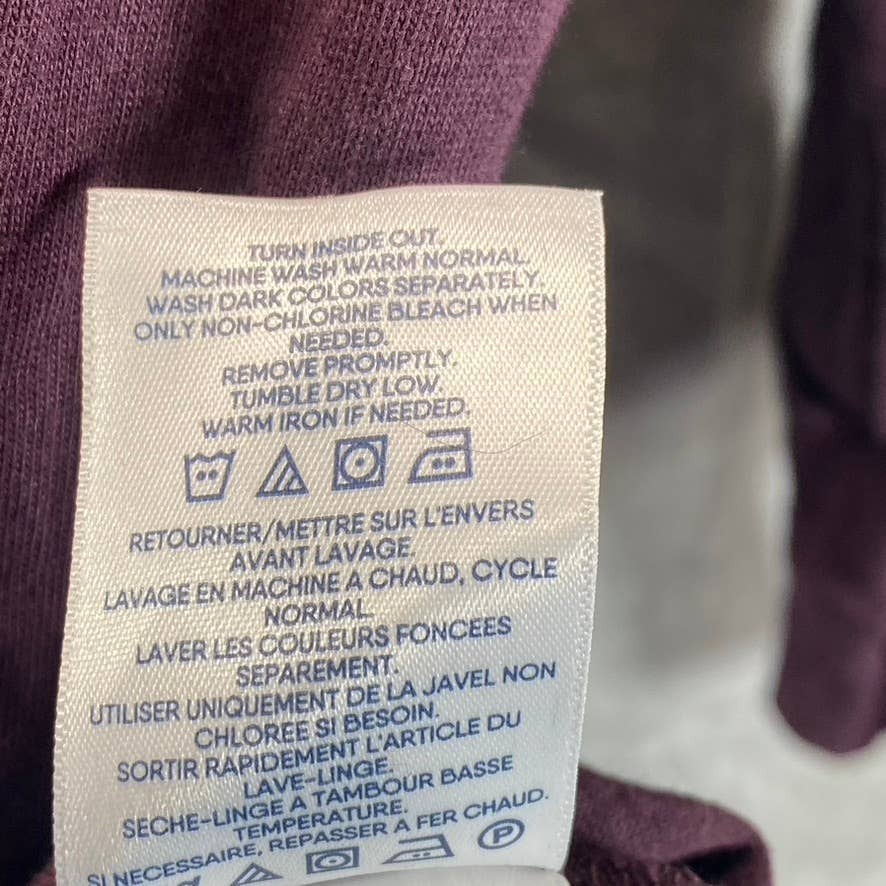 TURN INSIDE OUT.
MACHINE WASH WARM NORMAL.
WASH DARK COLORS SEPARATELY.
ONLY NON-CHLORINE BLEACH WHEN
NEEDED.
REMOVE PROMPTLY.
TUMBLE DRY LOW.
WARM IRON IF NEEDED.
RETOURNER/METTRE SUR L'ENVERS
AVANT LAVAGE.
LAVAGE EN MACHINE A CHAUD, CYCLE
NORMAL
LAVER LES COULEURS FONCEES
SEPAREMENT.
UTILISER UNIQUEMENT DE LA JAVEL NON
CHLOREE SI BESOIN.
SORTIR RAPIDEMENT L'ARTICLE DU
LAVE-LINGE.
SECHE-LINGE A TAMBOUR BASSE
TEMPERATURE.
SI NECESSAIRE, REPASSER A FER CHAUD.
P